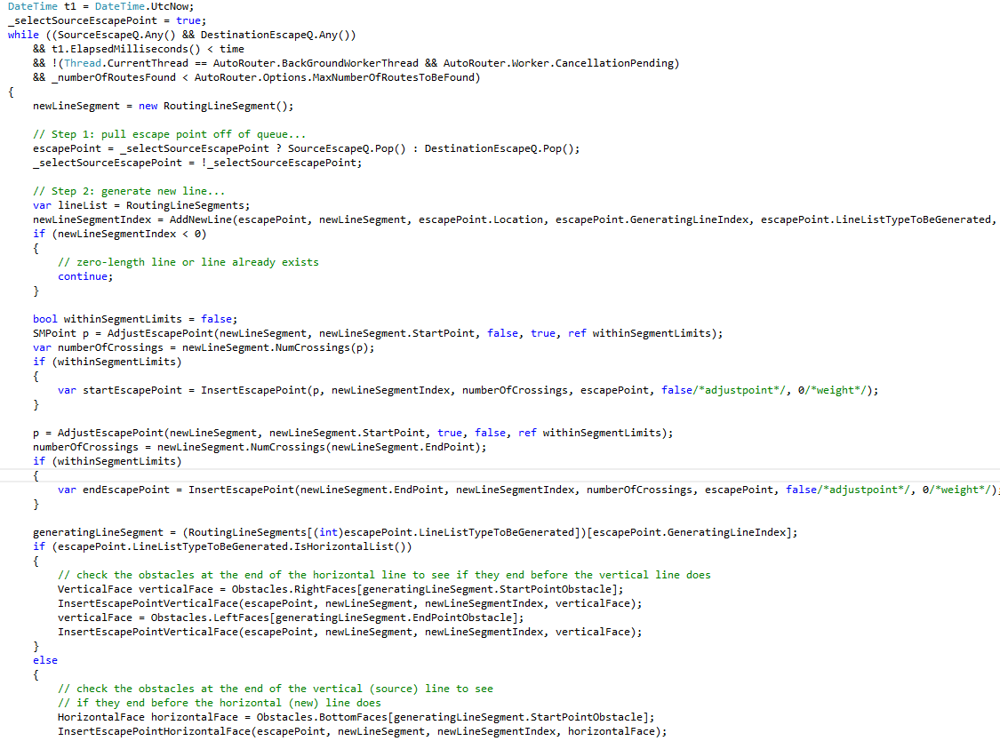 DateTime t1 = DateTime.UtcNow;
_selectSourceEscapePoint = true;
while ((SourceEscapeQ.Any() && DestinationEscapeQ.Any())
    && t1.ElapsedMilliseconds() < time
    && !(Thread.CurrentThread == AutoRouter.BackGroundWorkerThread && AutoRouter.Worker.CancellationPending)
    && _numberOfRoutesFound < AutoRouter.Options.MaxNumberOfRoutesToBeFound)
{
    newLineSegment = new RoutingLineSegment();

    // Step 1: pull escape point off of queue...
    escapePoint = _selectSourceEscapePoint ? SourceEscapeQ.Pop() : DestinationEscapeQ.Pop();
    _selectSourceEscapePoint = !_selectSourceEscapePoint;

    // Step 2: generate new line...
    var lineList = RoutingLineSegments;
    newLineSegmentIndex = AddNewLine(escapePoint, newLineSegment, escapePoint.Location, escapePoint.GeneratingLineIndex, escapePoint.LineListTypeToBeGenerated,
    if (newLineSegmentIndex < 0)
    {
        // zero-length line or line already exists
        continue;
    }

    bool withinSegmentLimits = false;
    SMPoint p = AdjustEscapePoint(newLineSegment, newLineSegment.StartPoint, false, true, ref withinSegmentLimits);
    var numberOfCrossings = newLineSegment.NumCrossings(p);
    if (withinSegmentLimits)
    {
        var startEscapePoint = InsertEscapePoint(p, newLineSegmentIndex, numberOfCrossings, escapePoint, false/*adjustpoint*/, 0/*weight*/);
    }

    p = AdjustEscapePoint(newLineSegment, newLineSegment.StartPoint, true, false, ref withinSegmentLimits);
    numberOfCrossings = newLineSegment.NumCrossings(newLineSegment.EndPoint);
    if (withinSegmentLimits)
    {
        var endEscapePoint = InsertEscapePoint(newLineSegment.EndPoint, newLineSegmentIndex, numberOfCrossings, escapePoint, false/*adjustpoint*/, 0/*weight*/);
    }

    generatingLineSegment = (RoutingLineSegments[(int)escapePoint.LineListTypeToBeGenerated])[escapePoint.GeneratingLineIndex];
    if (escapePoint.LineListTypeToBeGenerated.IsHorizontalList())
    {
        // check the obstacles at the end of the horizontal line to see if they end before the vertical line does
        VerticalFace verticalFace = Obstacles.RightFaces[generatingLineSegment.StartPointObstacle];
        InsertEscapePointVerticalFace(escapePoint, newLineSegment, newLineSegmentIndex, verticalFace);
        verticalFace = Obstacles.LeftFaces[generatingLineSegment.EndPointObstacle];
        InsertEscapePointVerticalFace(escapePoint, newLineSegment, newLineSegmentIndex, verticalFace);
    }
    else
    {
        // check the obstacles at the end of the vertical (source) line to see
        // if they end before the horizontal (new) line does
        HorizontalFace horizontalFace = Obstacles.BottomFaces[generatingLineSegment.StartPointObstacle];
        InsertEscapePointHorizontalFace(escapePoint, newLineSegment, newLineSegmentIndex, horizontalFace);